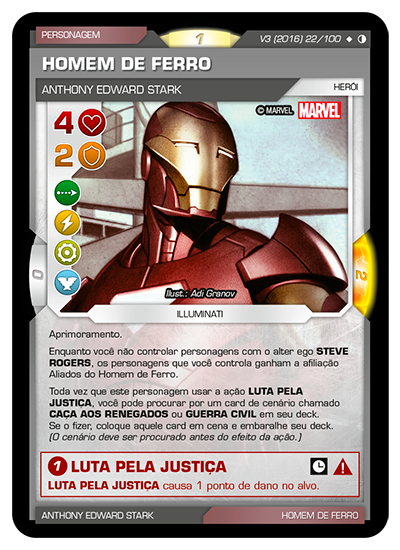 PERSONAGEM
1
V3 (2016) 22/100
HOMEM DE FERRO
ANTHONY EDWARD STARK
HERÓI
4
© MARVEL MARVEL
2
0
2
Ilust.: Adi Granov
ILLUMINATI
Aprimoramento.
Enquanto você não controlar personagens com o alter ego STEVE
ROGERS, os personagens que você controla ganham a afiliação
Aliados do Homem de Ferro.
Toda vez que este personagem usar a ação LUTA PELA
JUSTIÇA, você pode procurar por um card de cenário chamado
CAÇA AOS RENEGADOS ou GUERRA CIVIL em seu deck.
Se o fizer, coloque aquele card em cena e embaralhe seu deck.
(O cenário deve ser procurado antes do efeito da ação.)
1 LUTA PELA JUSTIÇA
LUTA PELA JUSTIÇA causa 1 ponto de dano no alvo.
ANTHONY EDWARD STARK
HOMEM DE FERRO